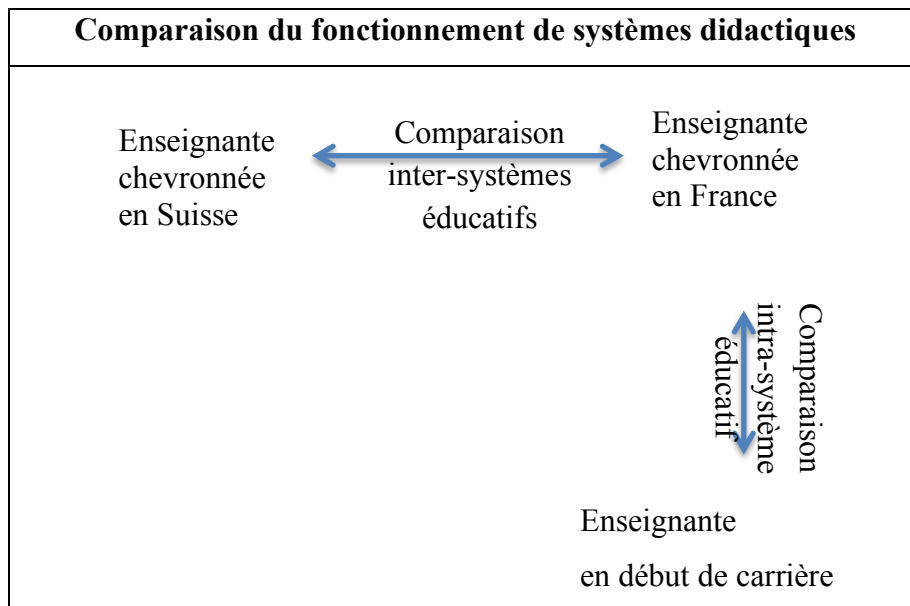 Comparaison du fonctionnement de systèmes didactiques
Enseignante
chevronnée
en Suisse
Comparaison
inter-systèmes
éducatifs
Enseignante
chevronnée
en France
Comparaison
intra-système
éducatif
Enseignante
en début de carrière